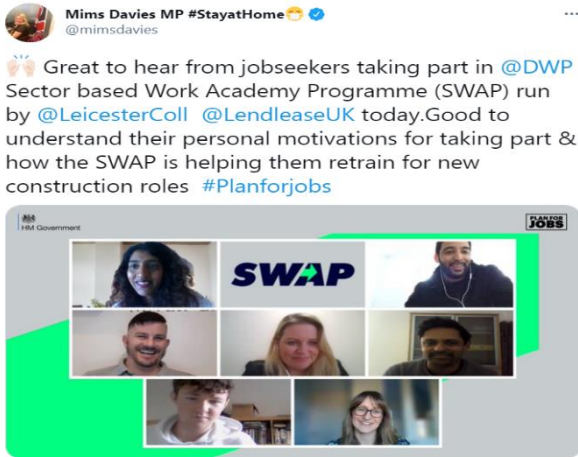 Mims Davies MP #StayatHome😷
@mimsdavies
🙌🏻 Great to hear from jobseekers taking part in @DWP
Sector based Work Academy Programme (SWAP) run
by @LeicesterColl @LendleaseUK today.Good to
understand their personal motivations for taking part &
how the SWAP is helping them retrain for new
construction roles #Planforjobs
HM Government
PLAN FOR
JOBS
SWAP